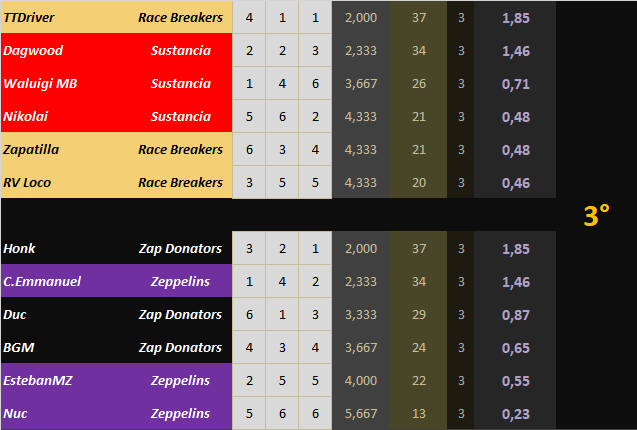 TTDriver Race Breakers 4 1 1 2,000 37 3 1,85
Dagwood Sustancia 2 2 3 2,333 34 3 1,46
Waluigi MB Sustancia 1 4 6 3,667 26 3 0,71
Nikolai Sustancia 5 6 2 4,333 21 3 0,48
Zapatilla Race Breakers 6 3 4 4,333 21 3 0,48
RV Loco Race Breakers 3 5 5 4,333 20 3 0,46
3°
Honk Zap Donators 3 2 1 2,000 37 3 1,85
C.Emmanuel Zeppelins 1 4 2 2,333 34 3 1,46
Duc Zap Donators 6 1 3 3,333 29 3 0,87
BGM Zap Donators 4 3 4 3,667 24 3 0,65
EstebanMZ Zeppelins 2 5 5 4,000 22 3 0,55
Nuc Zeppelins 5 6 6 5,667 13 3 0,23